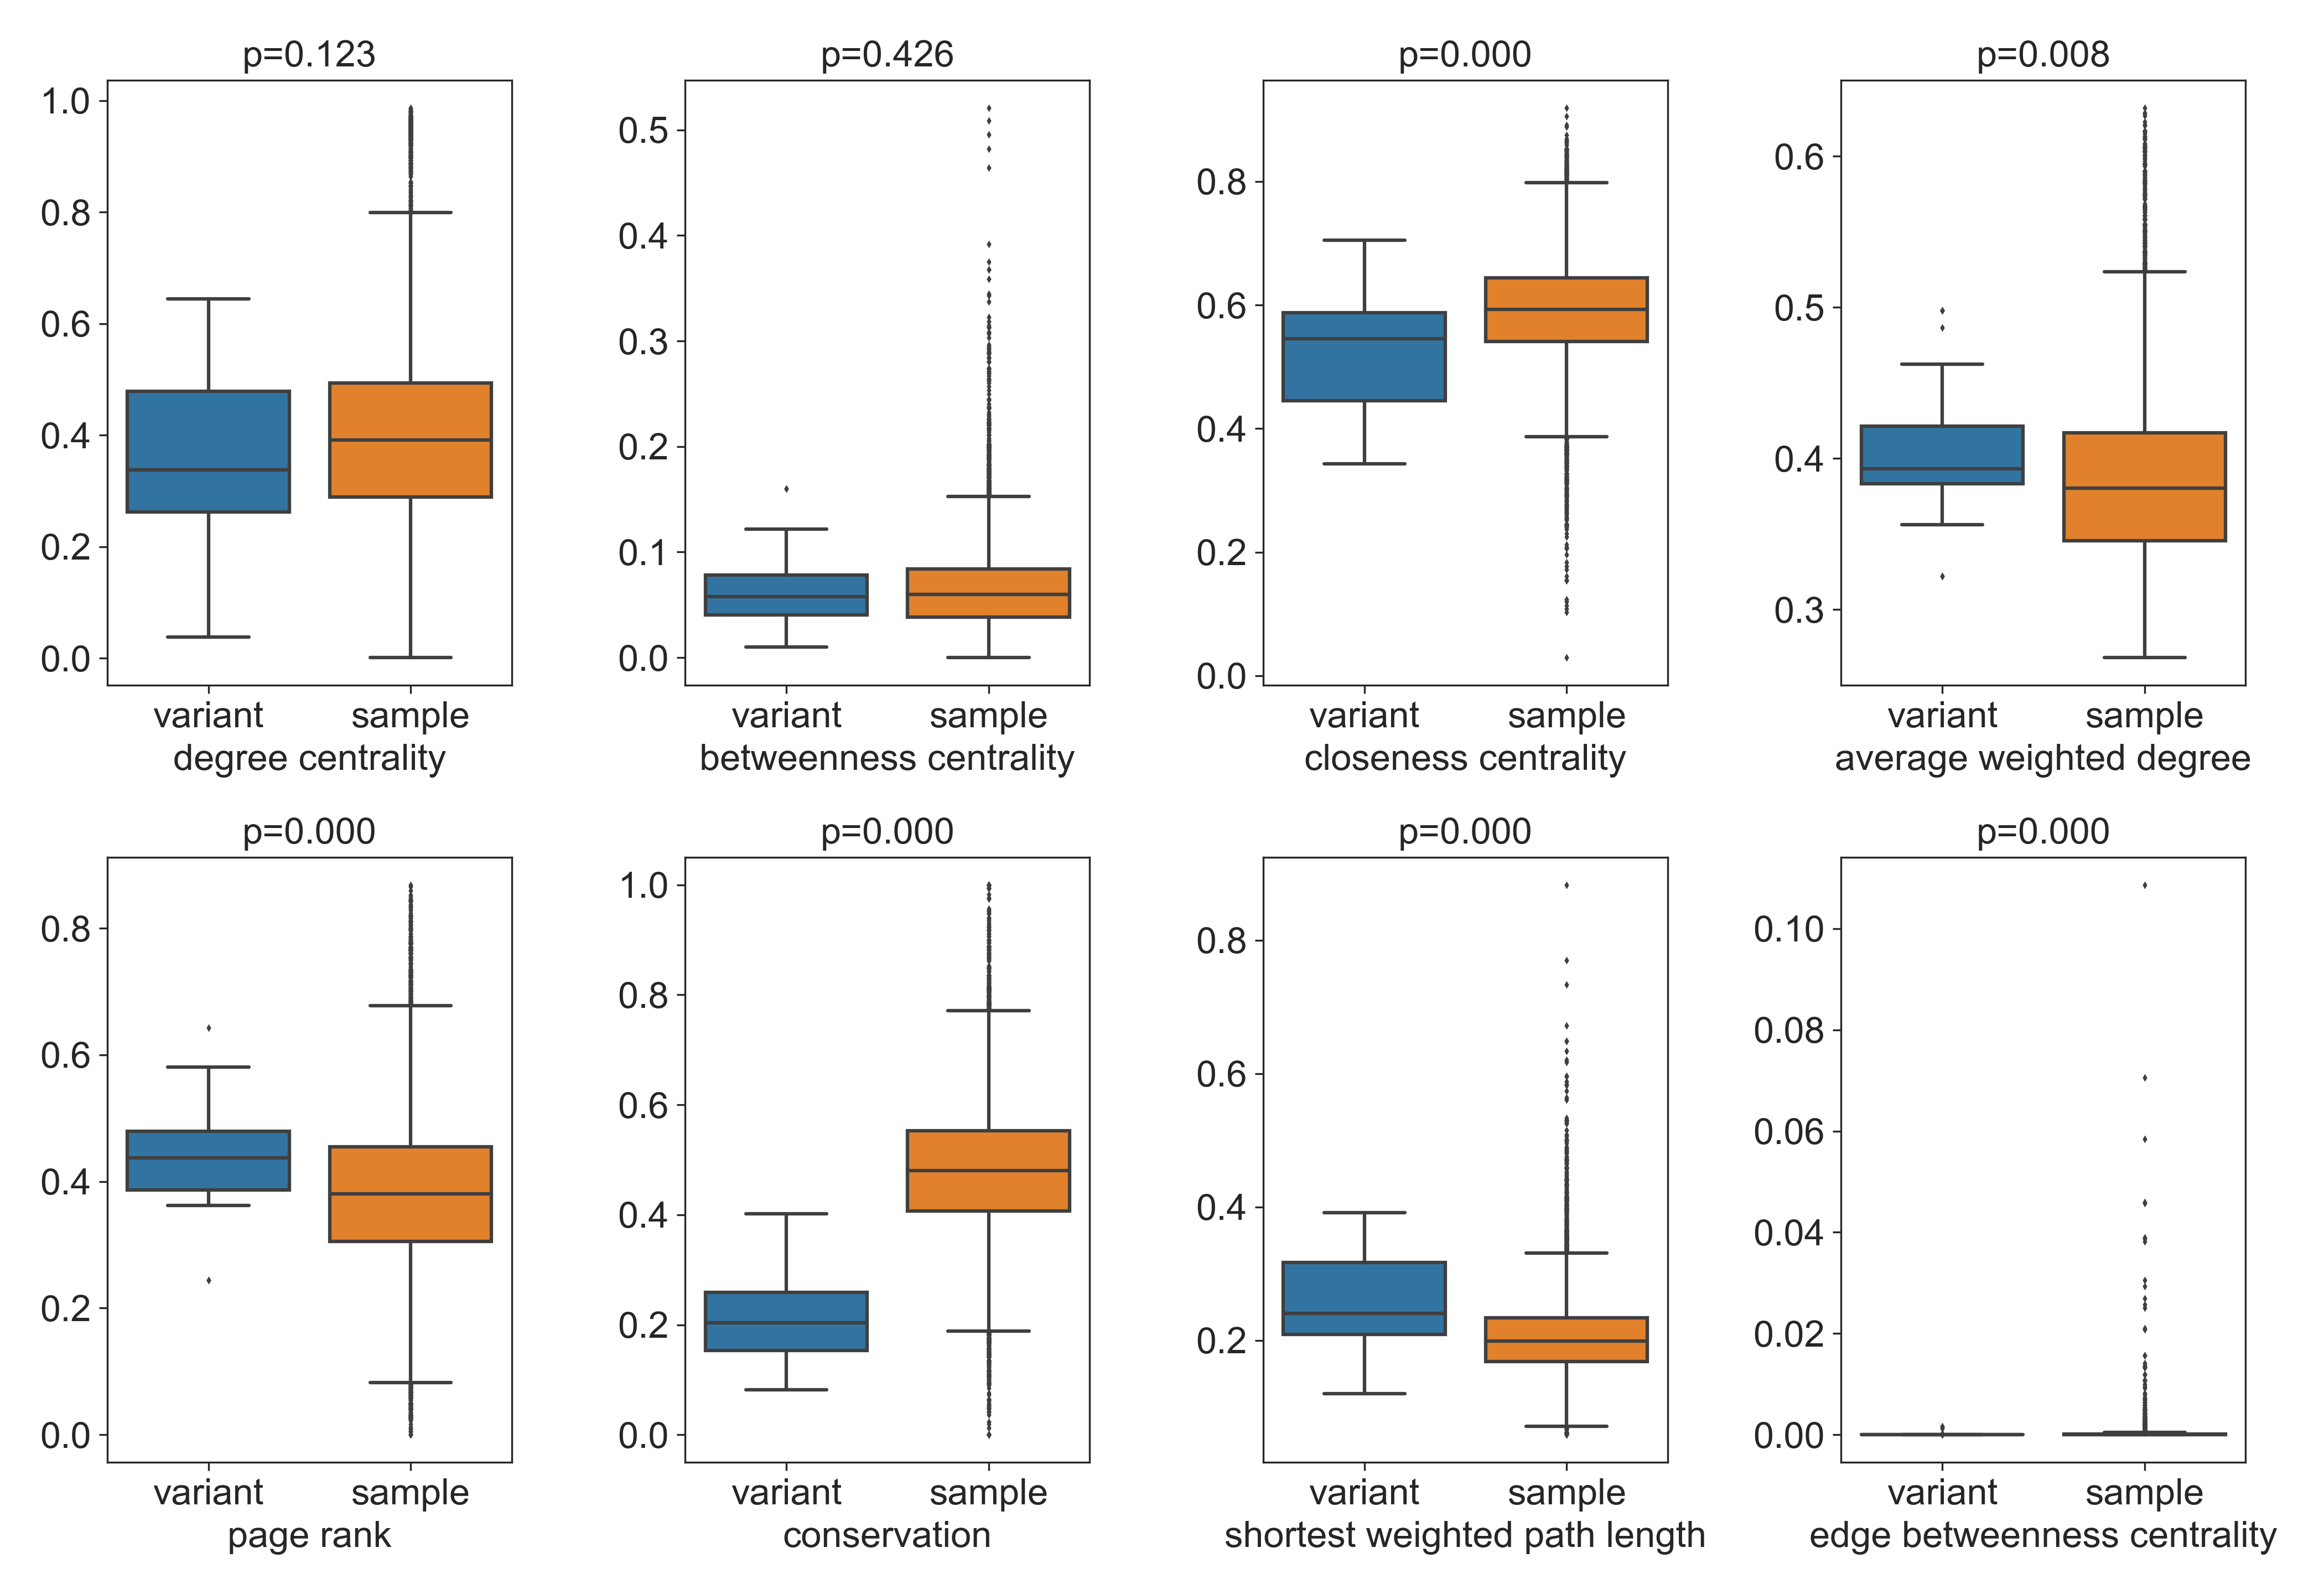 p=0.123
1.0
0.8
0.6
0.4
0.2
0.0
variant sample
degree centrality
p=0.426
0.5
0.4
0.3
0.2
0.1
0.0
variant sample
betweenness centrality
p=0.000
0.8
0.6
0.4
0.2
0.0
variant sample
closeness centrality
p=0.008
0.6
0.5
0.4
0.3
variant sample
average weighted degree
p=0.000
0.8
0.6
0.4
0.2
0.0
variant sample
page rank
p=0.000
1.0
0.8
0.6
0.4
0.2
0.0
variant sample
conservation
p=0.000
0.8
0.6
0.4
0.2
variant sample
shortest weighted path length
p=0.000
0.10
0.08
0.06
0.04
0.02
0.00
variant sample
edge betweenness centrality